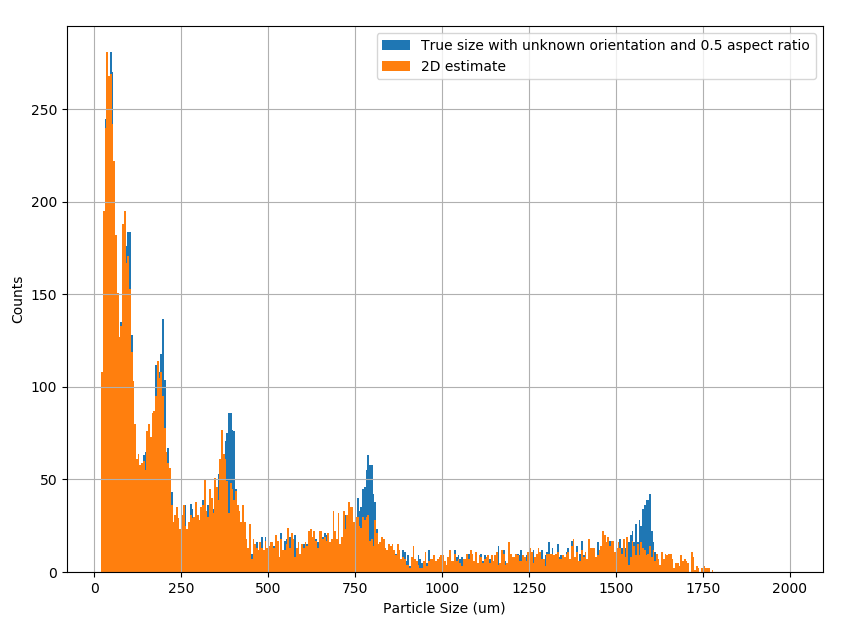 True size with unknown orientation and 0.5 aspect ratio
2D estimate
250
200
150
100
50
0
Counts
0 250 500 750 1000 1250 1500 1750 2000
Particle Size (um)